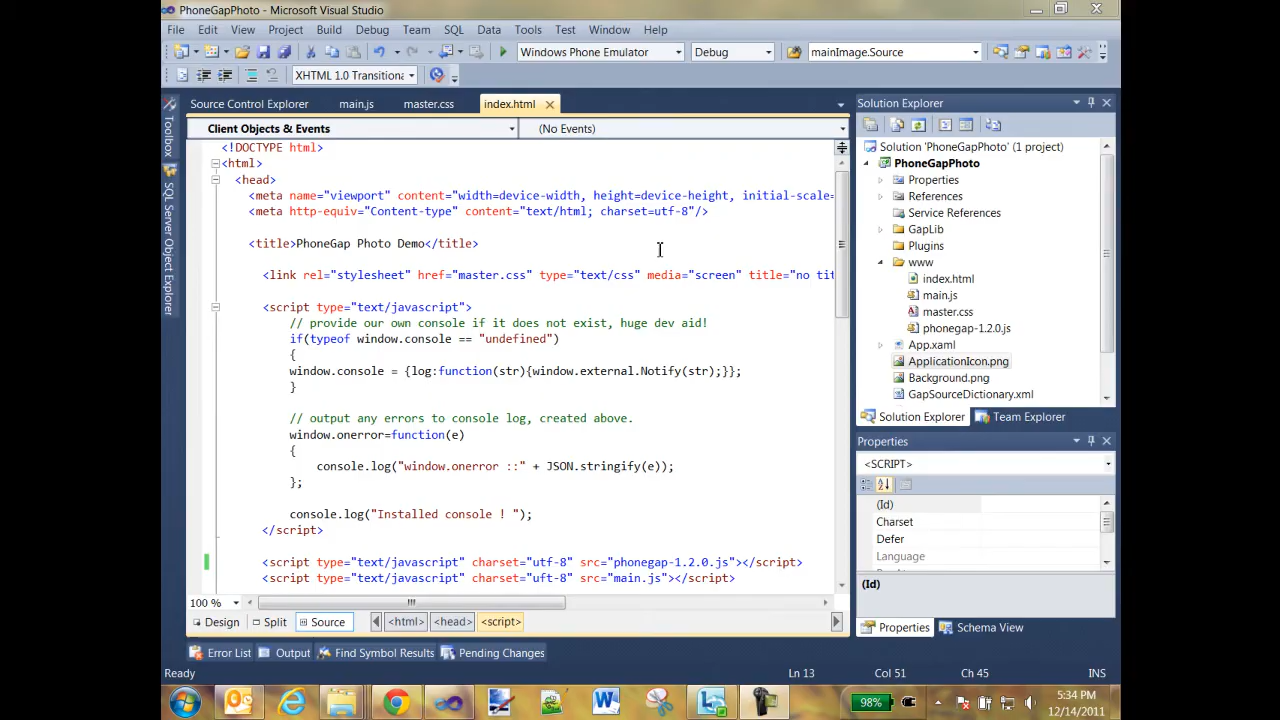 PhoneGapPhoto - Microsoft Visual Studio
File Edit View Project Build Debug Team SQL Data Tools Test Window Help
Windows Phone Emulator Debug mainImage.Source
XHTML 1.0 Transitiona
Source Control Explorer main.js master.css index.html
Client Objects & Events (No Events)
Toolbox
SQL Server Object Explorer
<!DOCTYPE html>
<html>
<head>
<meta name="viewport" content="width=device-width, height=device-height, initial-scale=
<meta http-equiv="Content-type" content="text/html; charset=utf-8"/>
<title>PhoneGap Photo Demo</title>
<link rel="stylesheet" href="master.css" type="text/css" media="screen" title="no tit
<script type="text/javascript">
// provide our own console if it does not exist, huge dev aid!
if(typeof window.console == "undefined")
{
window.console = {log:function(str){window.external.Notify(str);}};
}
// output any errors to console log, created above.
window.onerror=function(e)
{
console.log("window.onerror ::" + JSON.stringify(e));
};
console.log("Installed console ! ");
</script>
<script type="text/javascript" charset="utf-8" src="phonegap-1.2.0.js"></script>
<script type="text/javascript" charset="uft-8" src="main.js"></script>
100 %
Design Split Source <html> <head> <script>
Solution Explorer
Solution 'PhoneGapPhoto' (1 project)
PhoneGapPhoto
Properties
References
Service References
GapLib
Plugins
www
index.html
main.js
master.css
phonegap-1.2.0.js
App.xaml
ApplicationIcon.png
Background.png
GapSourceDictionary.xml
Solution Explorer Team Explorer
Properties
<SCRIPT>
(Id)
Charset
Defer
Language
(Id)
Properties Schema View
Error List Output Find Symbol Results Pending Changes
Ready Ln 13 Col 51 Ch 45 INS
98% 5:34 PM
12/14/2011